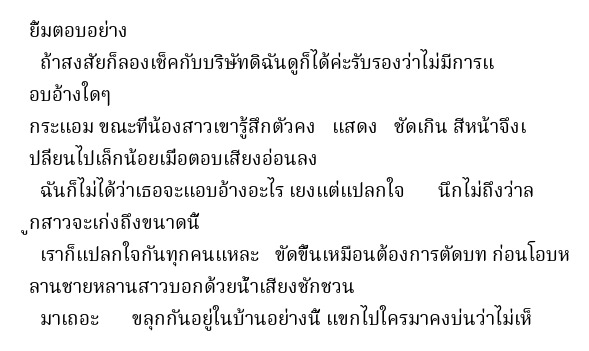 ยิ้มตอบอย่าง
ถ้าสงสัยก็ลองเช็คกับบริษัทดิฉันดูก็ได้ค่ะรับรองว่าไม่มีการแ
อบอ้างใดๆ
กระแอม ขณะที่น้องสาวเขารู้สึกตัวคง แสดง ชัดเกิน สีหน้าจึงเ
ปลี่ยนไปเล็กน้อยเมื่อตอบเสียงอ่อนลง
ฉันก็ไม่ได้ว่าเธอจะแอบอ้างอะไร เยงแต่แปลกใจ นึกไม่ถึงว่าล
ูกสาวจะเก่งถึงขนาดนี้
เราก็แปลกใจกันทุกคนแหละ ขัดขึ้นเหมือนต้องการตัดบท ก่อนโอบห
ลานชายหลานสาวบอกด้วยน้ำเสียงชักชวน
มาเถอะ ขลุกกันอยู่ในบ้านอย่างนี้ แขกไปใครมาคงบ่นว่าไม่เห็